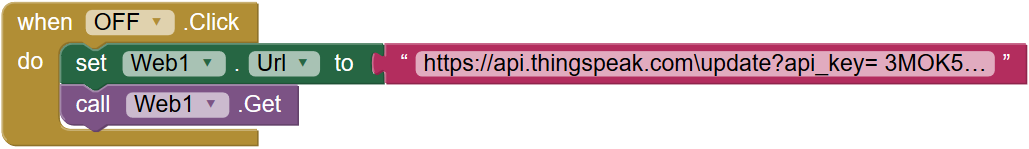 when OFF .Click
do set Web1 . Url to “ https://api.thingspeak.com\update?api_key= 3MOK5... ”
call Web1 .Get